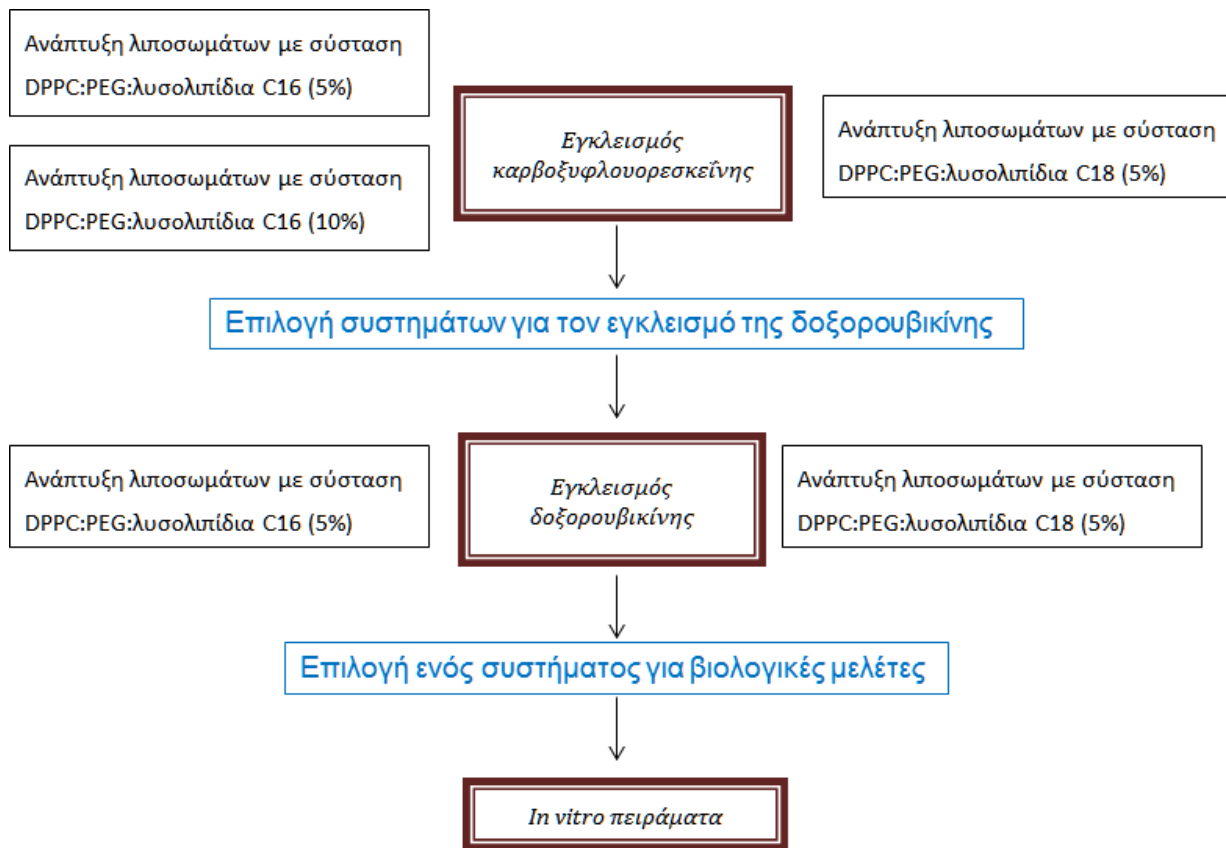 Ανάπτυξη λιποσωμάτων με σύσταση
DPPC:PEG:λυσολιπίδια C16 (5%)
Ανάπτυξη λιποσωμάτων με σύσταση
DPPC:PEG:λυσολιπίδια C16 (10%)
Εγκλεισμός
καρβοξυφλουορεσκεΐνης
Ανάπτυξη λιποσωμάτων με σύσταση
DPPC:PEG:λυσολιπίδια C18 (5%)
Επιλογή συστημάτων για τον εγκλεισμό της δοξορουβικίνης
Ανάπτυξη λιποσωμάτων με σύσταση
DPPC:PEG:λυσολιπίδια C16 (5%)
Εγκλεισμός
δοξορουβικίνης
Ανάπτυξη λιποσωμάτων με σύσταση
DPPC:PEG:λυσολιπίδια C18 (5%)
Επιλογή ενός συστήματος για βιολογικές μελέτες
In vitro πειράματα